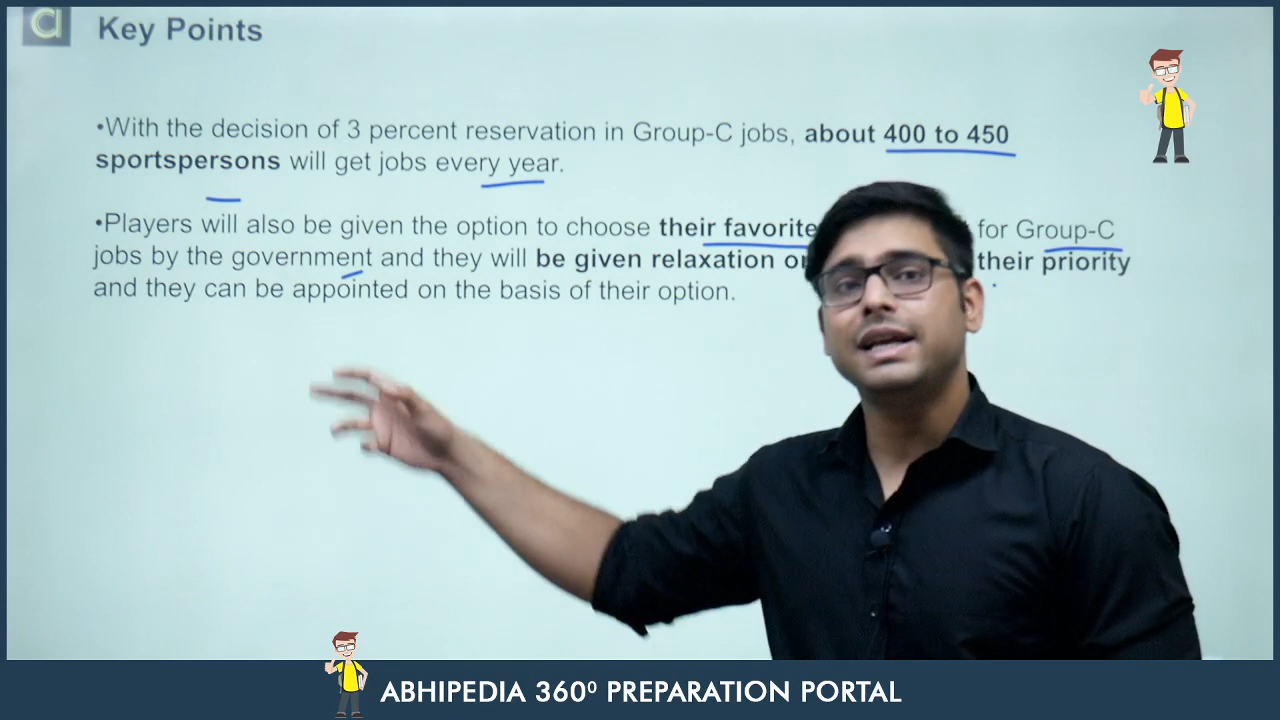 a
Key Points
•With the decision of 3 percent reservation in Group-C jobs, about 400 to 450
sportspersons will get jobs every year.
•Players will also be given the option to choose their favorite for Group-C
jobs by the government and they will be given relaxation their priority
and they can be appointed on the basis of their option.
ABHIPEDIA 360⁰ PREPARATION PORTAL